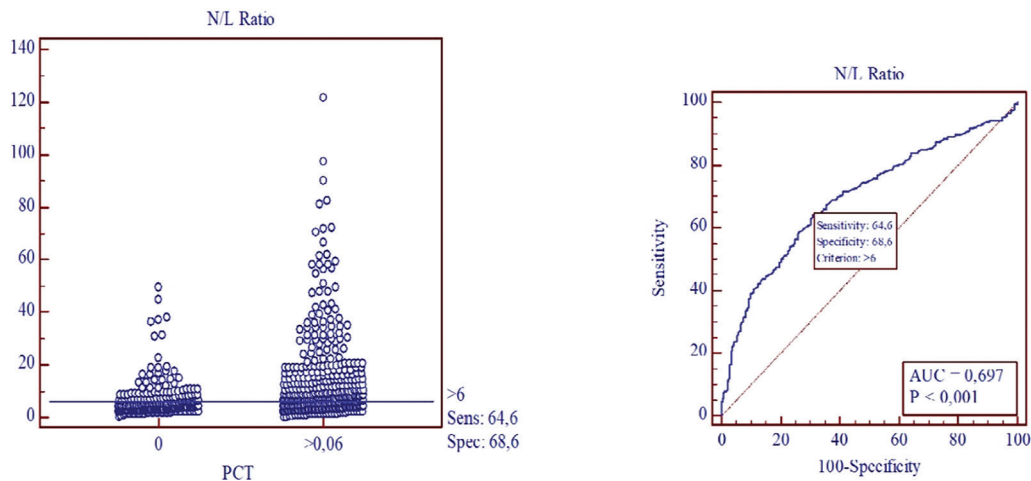 N/L Ratio
140
120
100
80
60
40
20
0
0
>0,06
PCT
>6
Sens: 64,6
Spec: 68,6
N/L Ratio
Sensitivity
100
80
60
40
20
0
Sensitivity: 64,6
Specificity: 68,6
Criterion: >6
AUC = 0,697
P < 0,001
0
20
40
60
80
100
100-Specificity